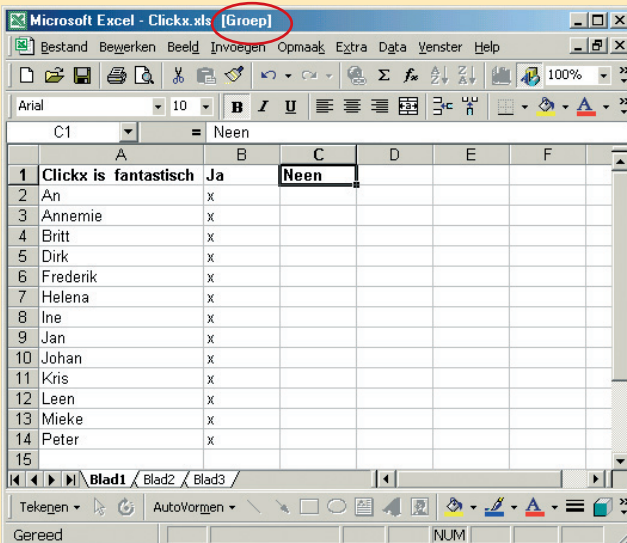 Microsoft Excel - Clickx.xls [Groep]
Bestand Bewerken Beeld Invoegen Opmaak Extra Data Venster Help
100%
Arial 10 B I U
C1 = Neen
A B C D E F
1 Clickx is fantastisch Ja Neen
2 An x
3 Annemie x
4 Britt x
5 Dirk x
6 Frederik x
7 Helena x
8 Ine x
9 Jan x
10 Johan x
11 Kris x
12 Leen x
13 Mieke x
14 Peter x
15
Blad1 Blad2 Blad3
Tekenen AutoVormen
Gereed NUM